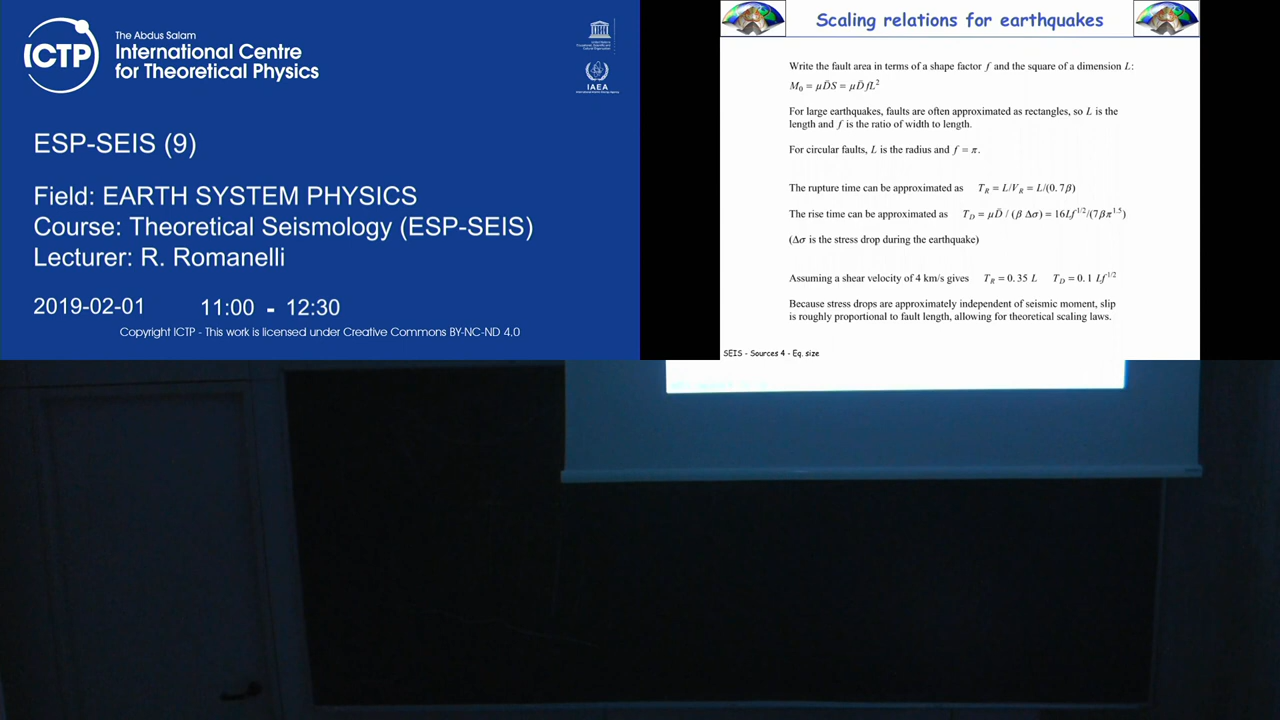 The Abdus Salam
International Centre
for Theoretical Physics
ICTP
IAEA
ESP-SEIS (9)
Field: EARTH SYSTEM PHYSICS
Course: Theoretical Seismology (ESP-SEIS)
Lecturer: R. Romanelli
2019-02-01 11:00 - 12:30
Copyright ICTP - This work is licensed under Creative Commons BY-NC-ND 4.0
Scaling relations for earthquakes
Write the fault area in terms of a shape factor f and the square of a dimension L:
M₀ = μD̄S = μD̄ fL²
For large earthquakes, faults are often approximated as rectangles, so L is the
length and f is the ratio of width to length.
For circular faults, L is the radius and f = π.
The rupture time can be approximated as T_R = L/V_R = L/(0.7β)
The rise time can be approximated as T_D = μD̄ / (β Δσ) = 16Lf^1/2/(7βπ^1.5)
(Δσ is the stress drop during the earthquake)
Assuming a shear velocity of 4 km/s gives T_R = 0.35 L T_D = 0.1 Lf^1/2
Because stress drops are approximately independent of seismic moment, slip
is roughly proportional to fault length, allowing for theoretical scaling laws.
SEIS - Sources 4 - Eq. size